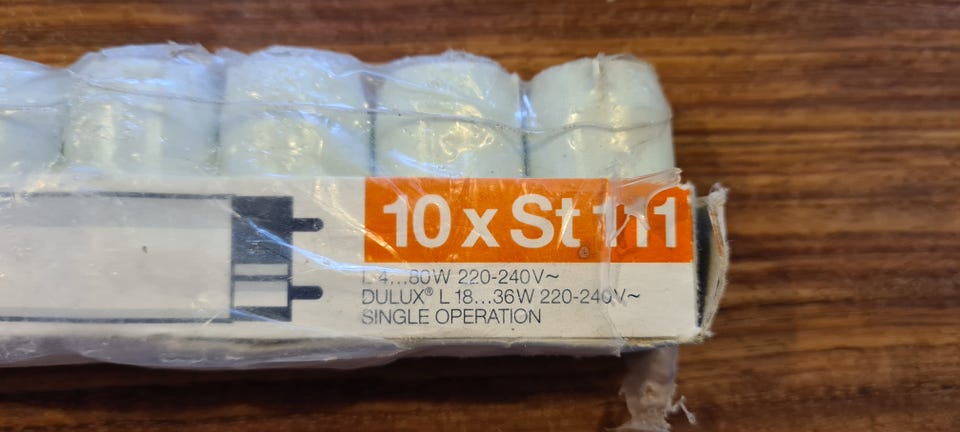 10 x St 111
L 4...80W 220-240V~
DULUX® L 18...36W 220-240V~
SINGLE OPERATION